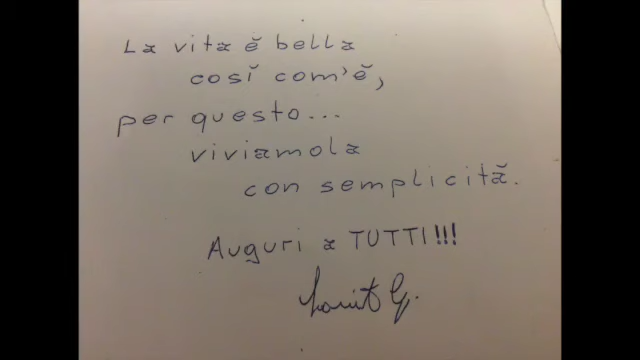 La vita è bella
così com'è,
per questo...
viviamola
con semplicità.
Auguri a TUTTI!!!